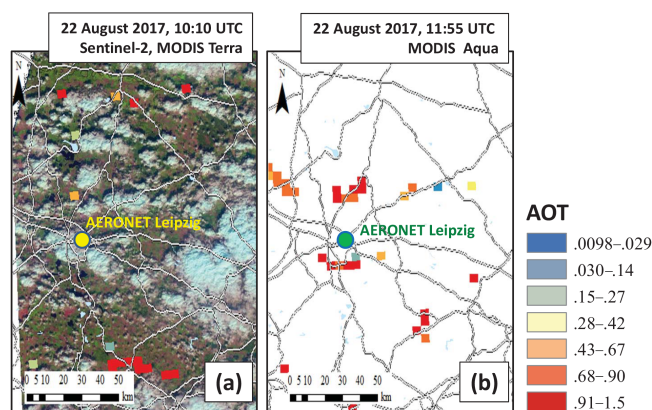 22 August 2017, 10:10 UTC
Sentinel-2, MODIS Terra
22 August 2017, 11:55 UTC
MODIS Aqua
N
N
AERONET Leipzig
AERONET Leipzig
AOT
.0098–.029
.030–.14
.15–.27
.28–.42
.43–.67
.68–.90
.91–1.5
0 5 10 20 30 40 50
km
(a)
0 5 10 20 30 40 50
km
(b)